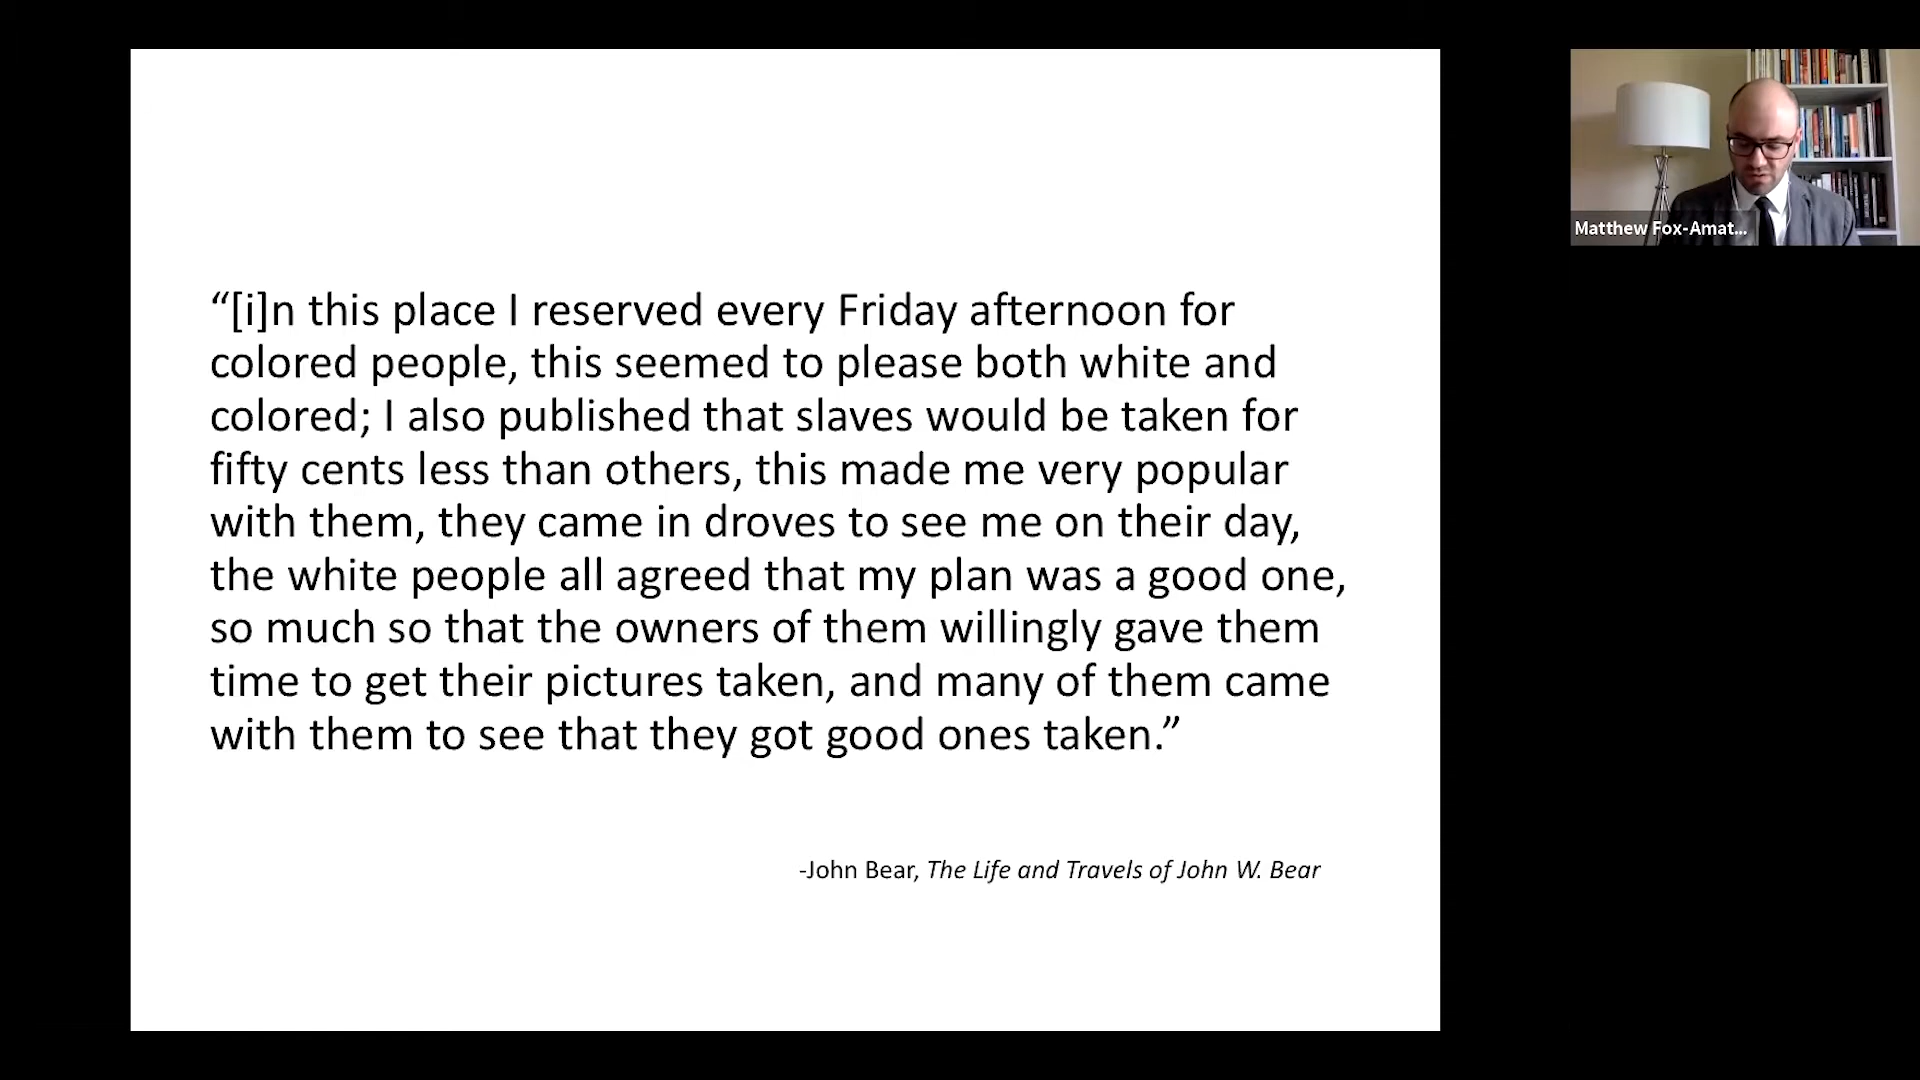 “[i]n this place I reserved every Friday afternoon for
colored people, this seemed to please both white and
colored; I also published that slaves would be taken for
fifty cents less than others, this made me very popular
with them, they came in droves to see me on their day,
the white people all agreed that my plan was a good one,
so much so that the owners of them willingly gave them
time to get their pictures taken, and many of them came
with them to see that they got good ones taken.”
-John Bear, The Life and Travels of John W. Bear
Matthew Fox-Amat...